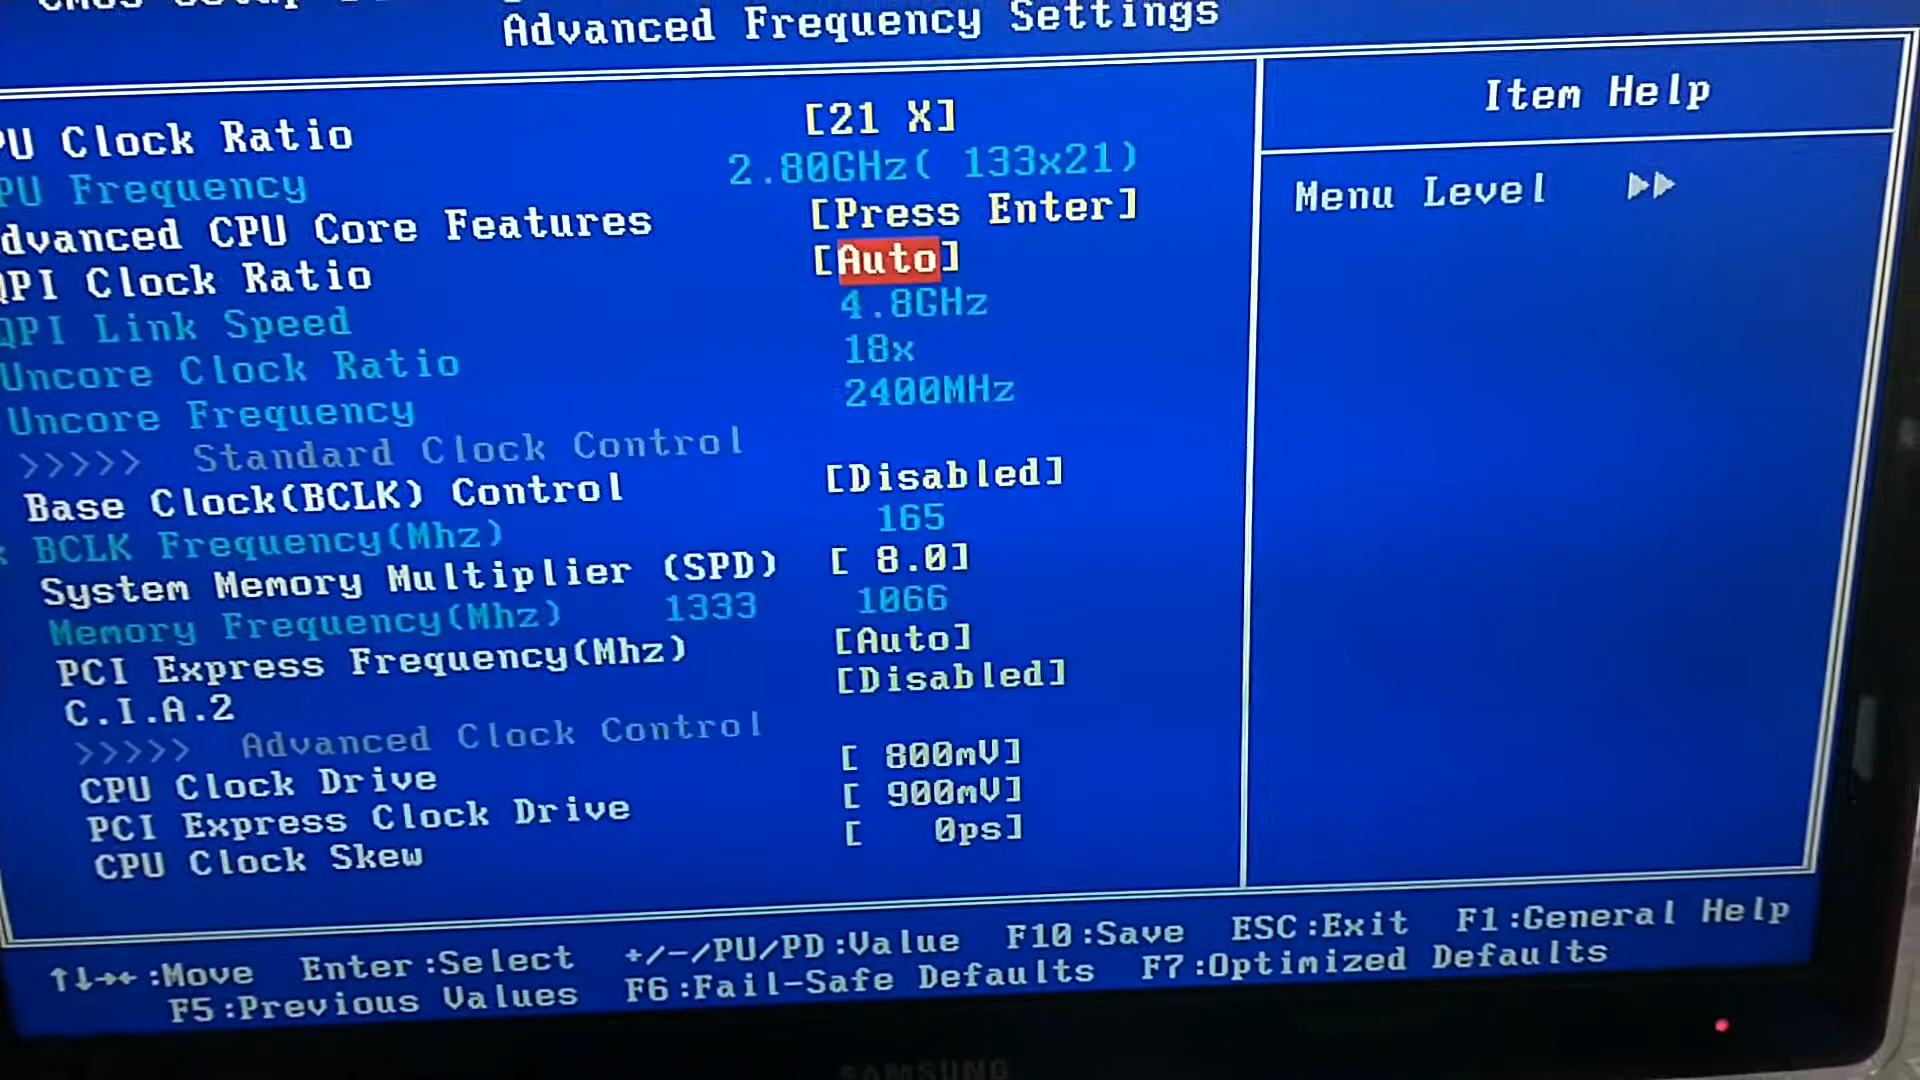 CMOS Setup
Advanced Frequency Settings
PU Clock Ratio [21 X]
PU Frequency 2.80GHz( 133x21)
dvanced CPU Core Features [Press Enter]
QPI Clock Ratio [Auto]
QPI Link Speed 4.8GHz
Uncore Clock Ratio 18x
Uncore Frequency 2400MHz
>>>>> Standard Clock Control
Base Clock(BCLK) Control [Disabled]
x BCLK Frequency(Mhz) 165
System Memory Multiplier (SPD) [ 8.0]
Memory Frequency(Mhz) 1333 1066
PCI Express Frequency(Mhz) [Auto]
C.I.A.2 [Disabled]
>>>>> Advanced Clock Control
CPU Clock Drive [ 800mV]
PCI Express Clock Drive [ 900mV]
CPU Clock Skew [ 0ps]
Item Help
Menu Level ▶▶
↑↓→←:Move Enter:Select +/-/PU/PD:Value F10:Save ESC:Exit F1:General Help
F5:Previous Values F6:Fail-Safe Defaults F7:Optimized Defaults
SAMSUNG